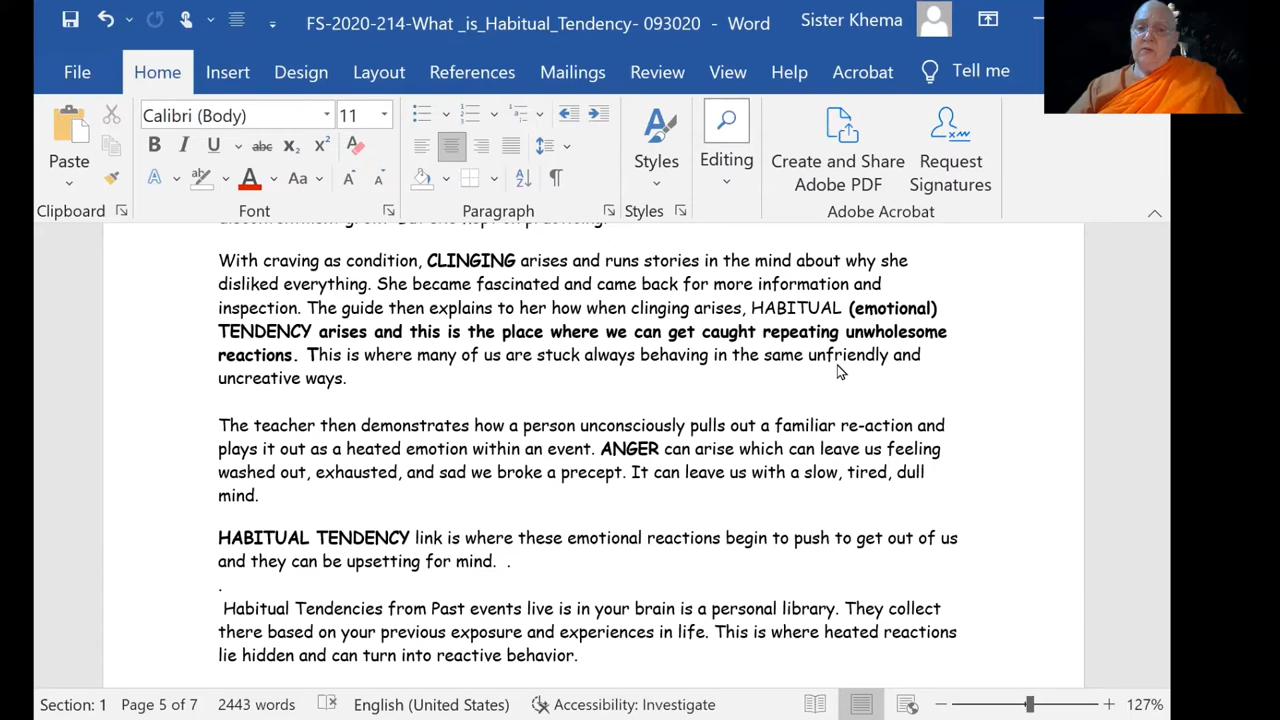 FS-2020-214-What _is_Habitual_Tendency- 093020 - Word
Sister Khema
File Home Insert Design Layout References Mailings Review View Help Acrobat Tell me
Calibri (Body) 11
Paste
B I U abc x₂ x²
A ab A Aa A A
Styles
Editing
Create and Share
Adobe PDF
Request
Signatures
Clipboard Font Paragraph Styles Adobe Acrobat
With craving as condition, CLINGING arises and runs stories in the mind about why she
disliked everything. She became fascinated and came back for more information and
inspection. The guide then explains to her how when clinging arises, HABITUAL (emotional)
TENDENCY arises and this is the place where we can get caught repeating unwholesome
reactions. This is where many of us are stuck always behaving in the same unfriendly and
uncreative ways.
The teacher then demonstrates how a person unconsciously pulls out a familiar re-action and
plays it out as a heated emotion within an event. ANGER can arise which can leave us feeling
washed out, exhausted, and sad we broke a precept. It can leave us with a slow, tired, dull
mind.
HABITUAL TENDENCY link is where these emotional reactions begin to push to get out of us
and they can be upsetting for mind. .
.
Habitual Tendencies from Past events live is in your brain is a personal library. They collect
there based on your previous exposure and experiences in life. This is where heated reactions
lie hidden and can turn into reactive behavior.
Section: 1 Page 5 of 7 2443 words English (United States) Accessibility: Investigate 127%